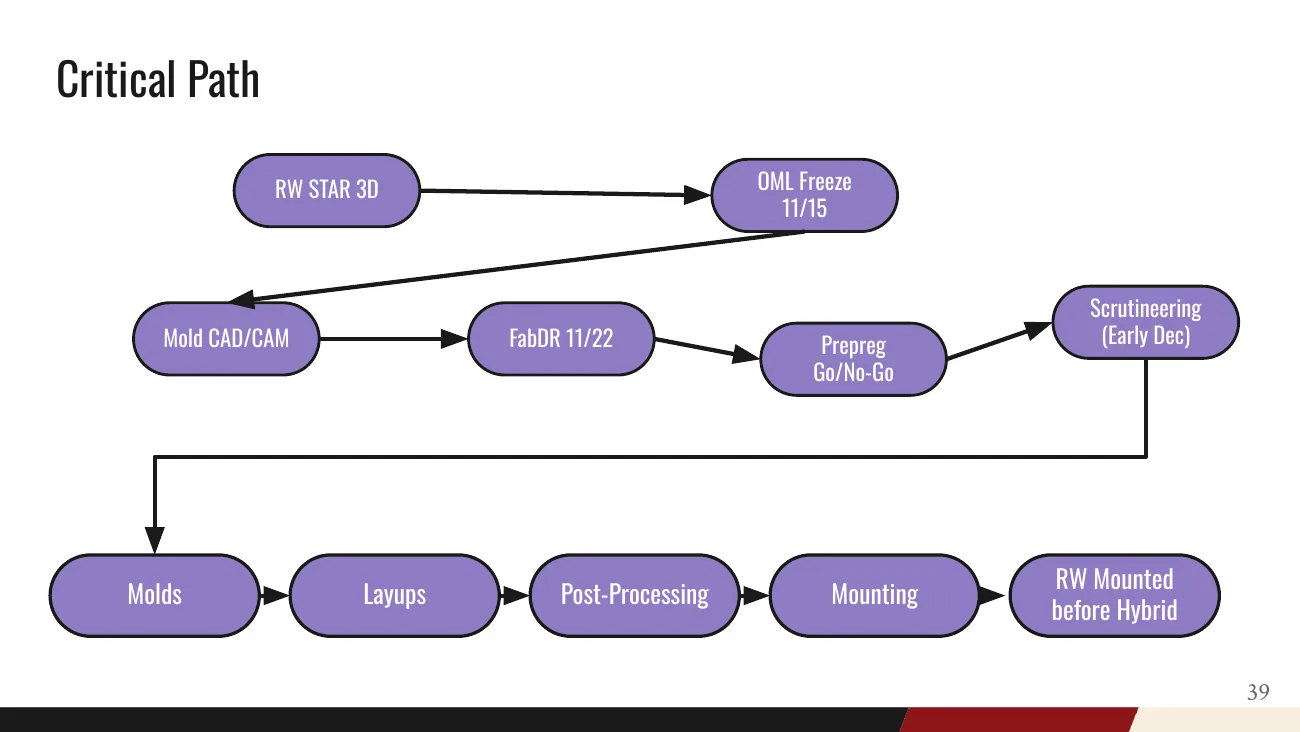 Critical Path
RW STAR 3D
OML Freeze
11/15
Mold CAD/CAM
FabDR 11/22
Prepreg
Go/No-Go
Scrutineering
(Early Dec)
Molds
Layups
Post-Processing
Mounting
RW Mounted
before Hybrid
39